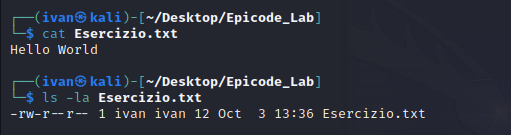 ┌──(ivan㉿kali)-[~/Desktop/Epicode_Lab]
└─$ cat Esercizio.txt
Hello World
┌──(ivan㉿kali)-[~/Desktop/Epicode_Lab]
└─$ ls -la Esercizio.txt
-rw-r--r-- 1 ivan ivan 12 Oct  3 13:36 Esercizio.txt